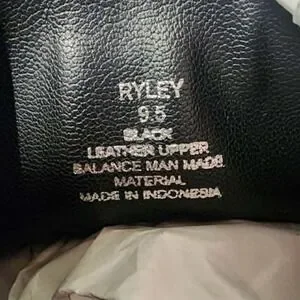 RYLEY
9.5
BLACK
LEATHER UPPER
BALANCE MAN MADE
MATERIAL
MADE IN INDONESIA